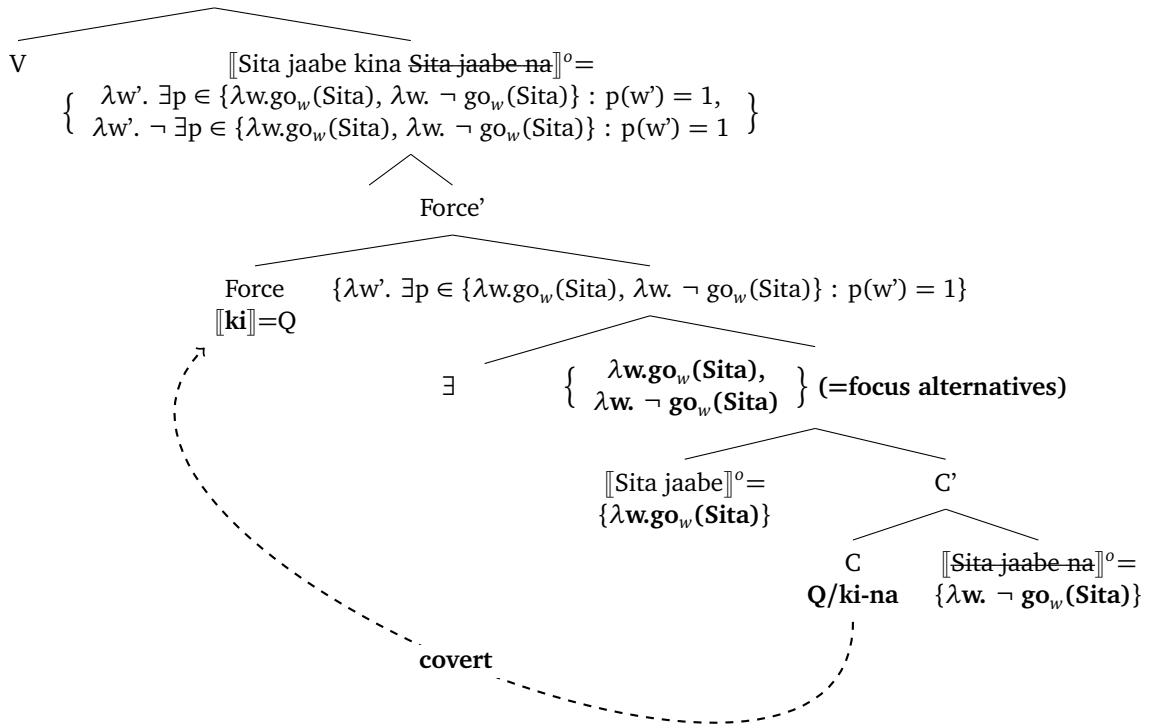 V
⟦Sita jaabe kina ~~Sita jaabe na~~⟧ᵒ=
{ λw’. ∃p ∈ {λw.go_w(Sita), λw. ¬ go_w(Sita)} : p(w’) = 1,
λw’. ¬ ∃p ∈ {λw.go_w(Sita), λw. ¬ go_w(Sita)} : p(w’) = 1 }
Force’
Force
⟦ki⟧=Q
{λw’. ∃p ∈ {λw.go_w(Sita), λw. ¬ go_w(Sita)} : p(w’) = 1}
∃
{ λw.go_w(Sita),
λw. ¬ go_w(Sita) } (=focus alternatives)
⟦Sita jaabe⟧ᵒ=
{λw.go_w(Sita)}
C’
C
Q/ki-na
⟦~~Sita jaabe na~~⟧ᵒ=
{λw. ¬ go_w(Sita)}
covert